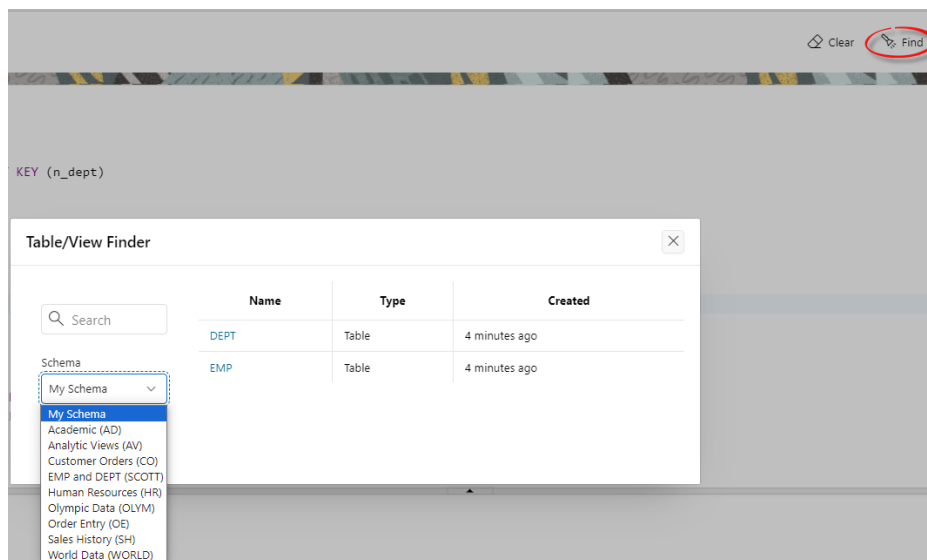 Clear
Find
KEY (n_dept)
Table/View Finder
Search
Name Type Created
DEPT Table 4 minutes ago
EMP Table 4 minutes ago
Schema
My Schema
My Schema
Academic (AD)
Analytic Views (AV)
Customer Orders (CO)
EMP and DEPT (SCOTT)
Human Resources (HR)
Olympic Data (OLYM)
Order Entry (OE)
Sales History (SH)
World Data (WORLD)